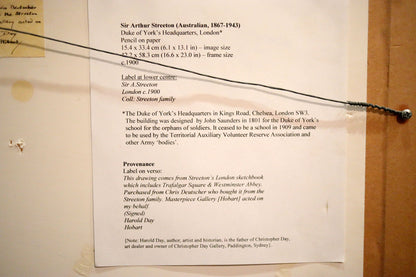 Sir Arthur Streeton (Australian, 1867-1943)
Duke of York's Headquarters, London*
Pencil on paper
15.4 x 33.4 cm (6.1 x 13.1 in) – image size
42.2 x 58.3 cm (16.6 x 23.0 in) – frame size
c.1900
Label at lower centre:
Sir A.Streeton
London c.1900
Coll. Streeton family
*The Duke of York's Headquarters in Kings Road, Chelsea, London SW3.
The building was designed by John Saunders in 1801 for the Duke of York's
school for the orphans of soldiers. It ceased to be a school in 1909 and came
to be used by the Territorial Auxiliary Volunteer Reserve Association and
other Army 'bodies'.
Provenance
Label on verso:
This drawing comes from Streeton's London sketchbook
which includes Trafalgar Square & Westminster Abbey.
Purchased from Chris Deutscher who bought it from the
Streeton family. Masterpiece Gallery [Hobart] acted on
my behalf.
(Signed)
Harold Day
Hobart
[Note: Harold Day, author, artist and historian, is the father of Christopher Day,
art dealer and owner of Christopher Day Gallery, Paddington, Sydney].
Deutscher
Streeton
acted on
Day
Hobart